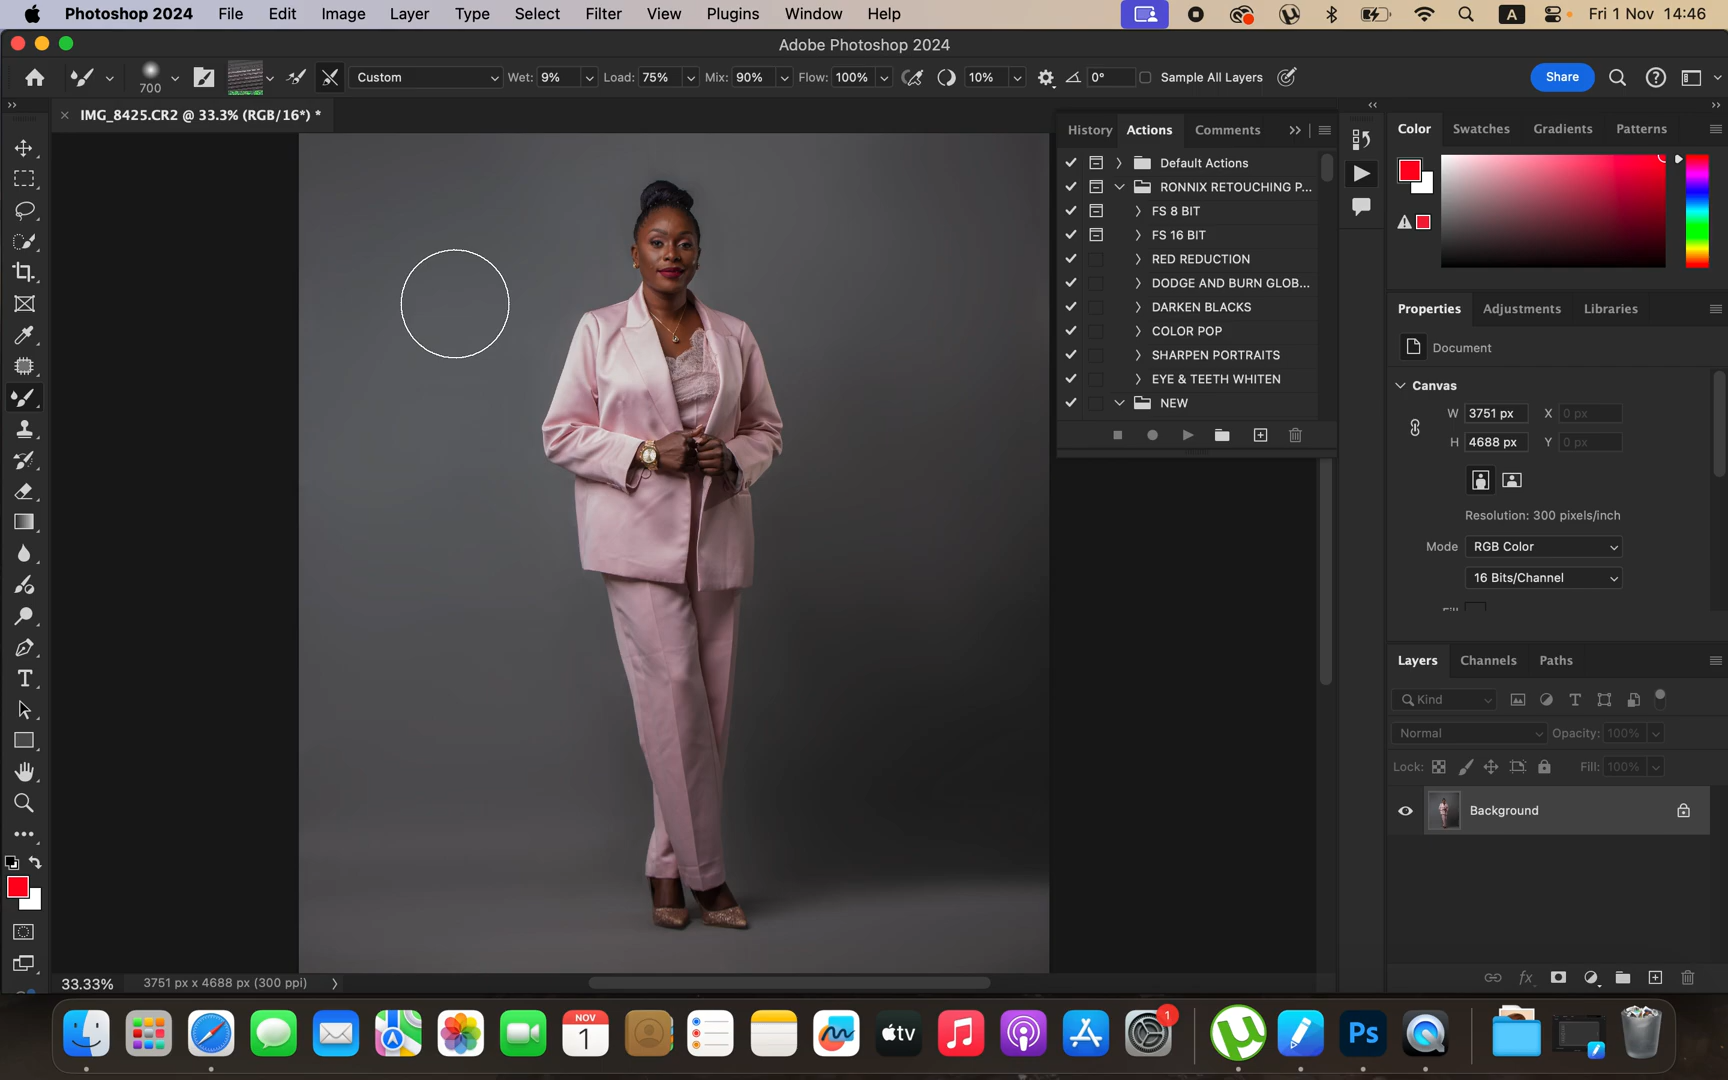 Photoshop 2024 File Edit Image Layer Type Select Filter View Plugins Window Help A Fri 1 Nov 14:46
Adobe Photoshop 2024
700 Custom Wet: 9% Load: 75% Mix: 90% Flow: 100% 10% 0° Sample All Layers Share
IMG_8425.CR2 @ 33.3% (RGB/16*) *
History Actions Comments
Default Actions
RONNIX RETOUCHING P...
FS 8 BIT
FS 16 BIT
RED REDUCTION
DODGE AND BURN GLOB...
DARKEN BLACKS
COLOR POP
SHARPEN PORTRAITS
EYE & TEETH WHITEN
NEW
Color Swatches Gradients Patterns
Properties Adjustments Libraries
Document
Canvas
W 3751 px X 0 px
H 4688 px Y 0 px
Resolution: 300 pixels/inch
Mode RGB Color
16 Bits/Channel
Fill
Layers Channels Paths
Kind
Normal Opacity: 100%
Lock: Fill: 100%
Background
33.33% 3751 px x 4688 px (300 ppi)
NOV
1
tv
1
Ps